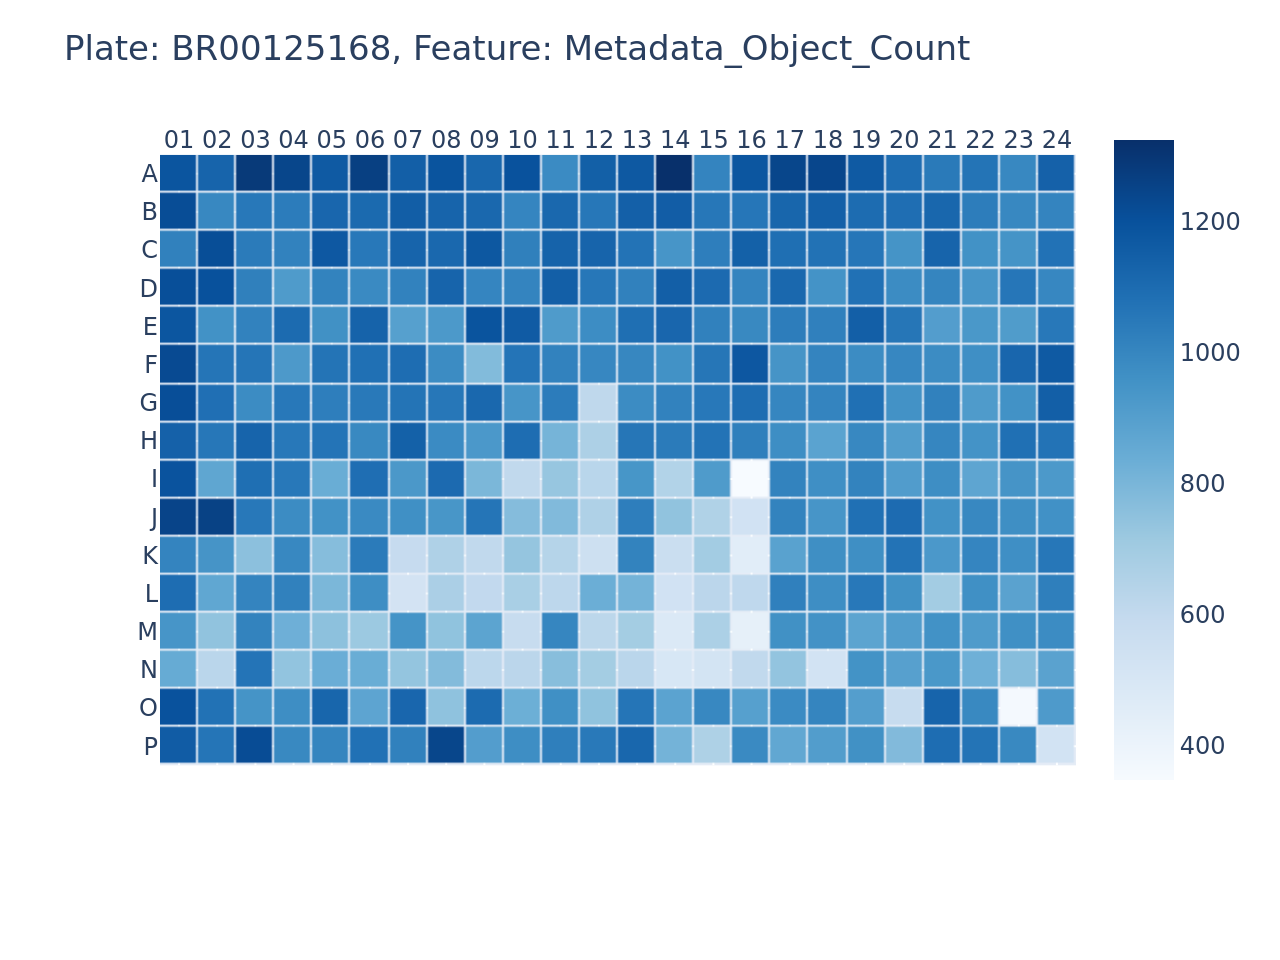 Plate: BR00125168, Feature: Metadata_Object_Count
01 02 03 04 05 06 07 08 09 10 11 12 13 14 15 16 17 18 19 20 21 22 23 24
A
B
C
D
E
F
G
H
I
J
K
L
M
N
O
P
1200
1000
800
600
400